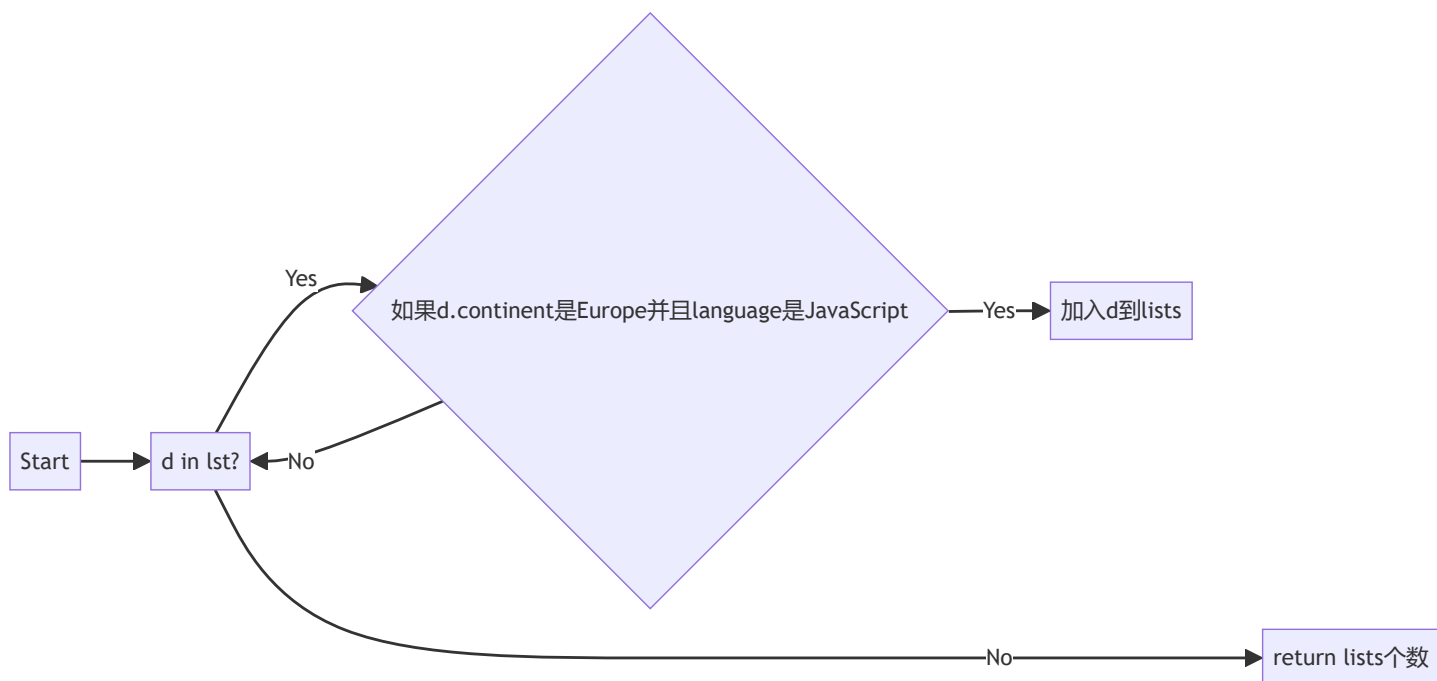 Yes
如果d.continent是Europe并且language是JavaScript
Yes
加入d到lists
Start
d in lst?
No
No
return lists个数